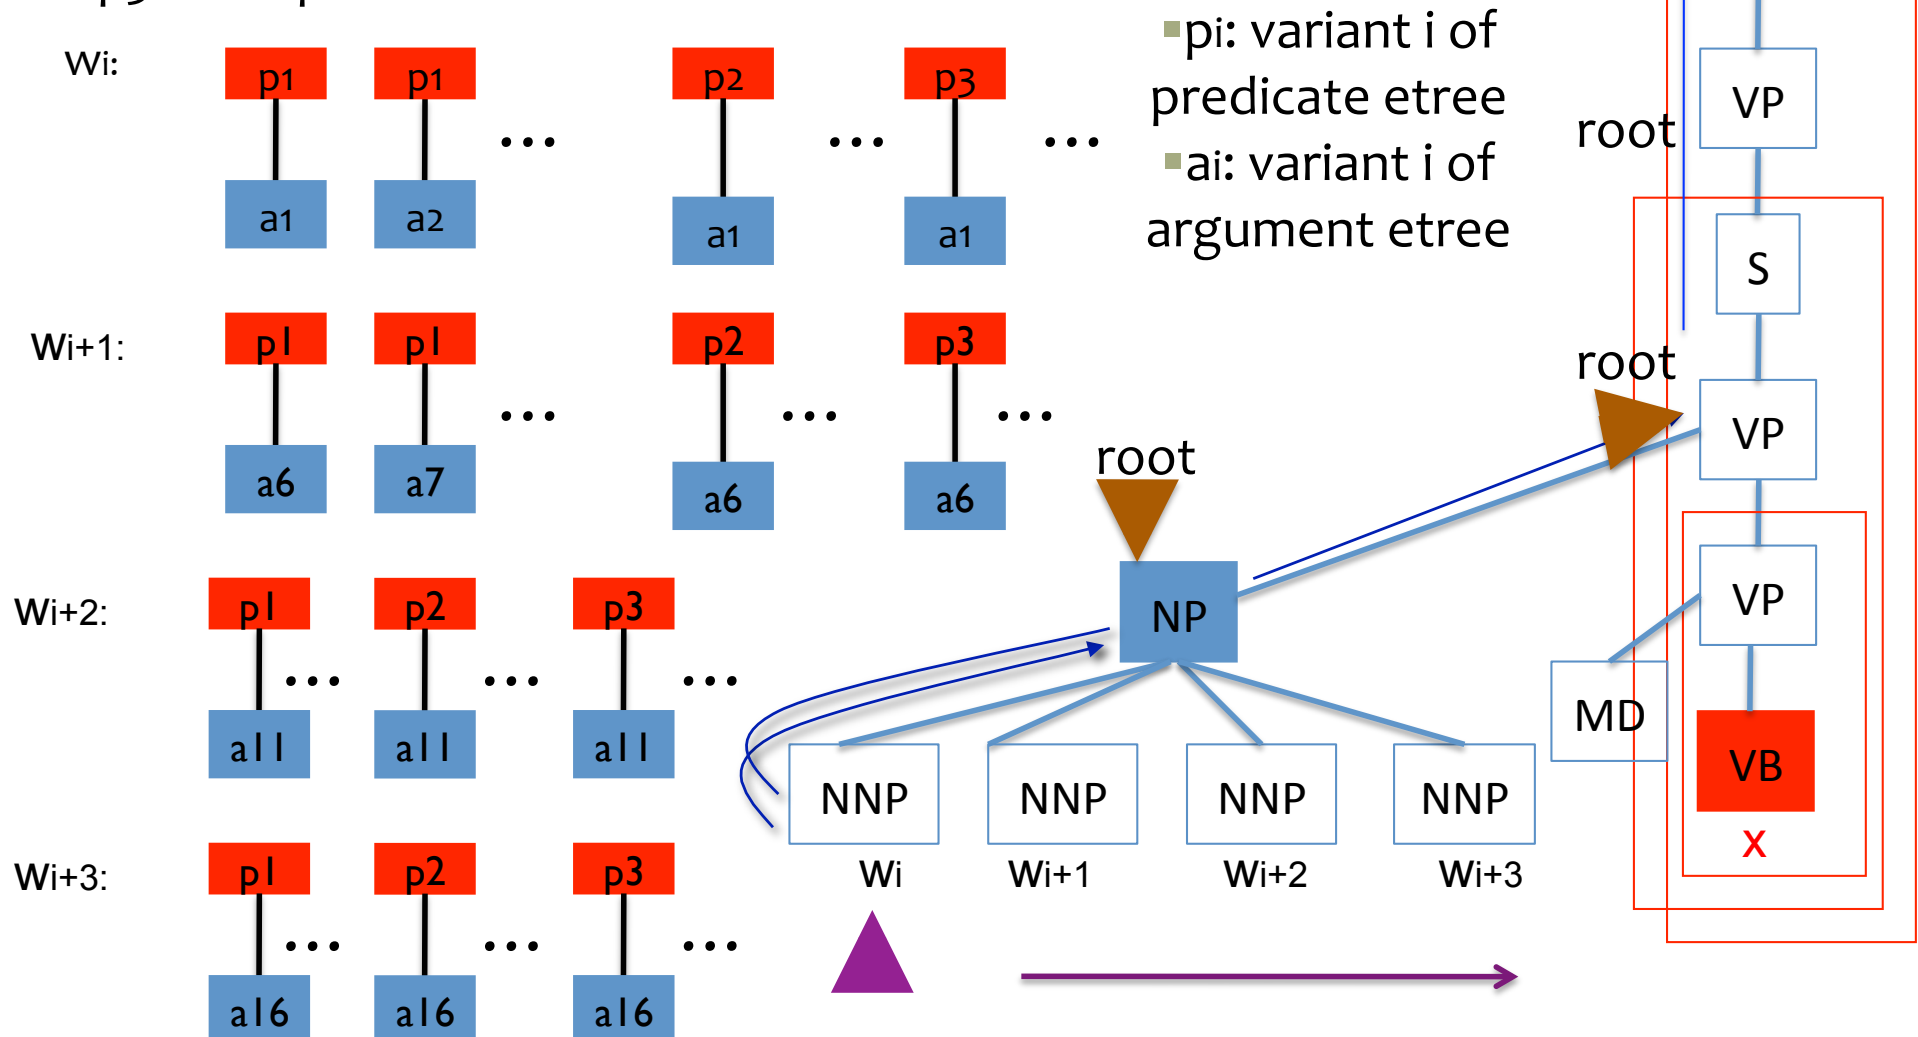 ▪pi: variant i of
predicate etree
▪ai: variant i of
argument etree
Wi:
p1 p1 ... p2 ... p3 ...
a1 a2 a1 a1
Wi+1:
p1 p1 ... p2 ... p3 ...
a6 a7 a6 a6
Wi+2:
p1 ... p2 ... p3 ...
a11 a11 a11
Wi+3:
p1 ... p2 ... p3 ...
a16 a16 a16
root
NP
NNP NNP NNP NNP
Wi Wi+1 Wi+2 Wi+3
VP
root
S
root
VP
VP
MD
VB
x